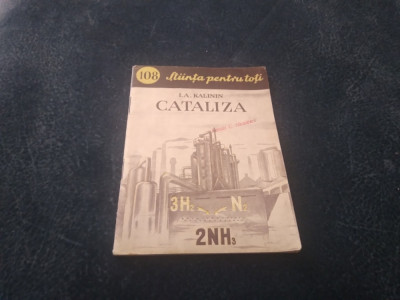 108 Știința pentru toți
I.A. KALININ
CATALIZA
3H₂ N₂
2NH₃